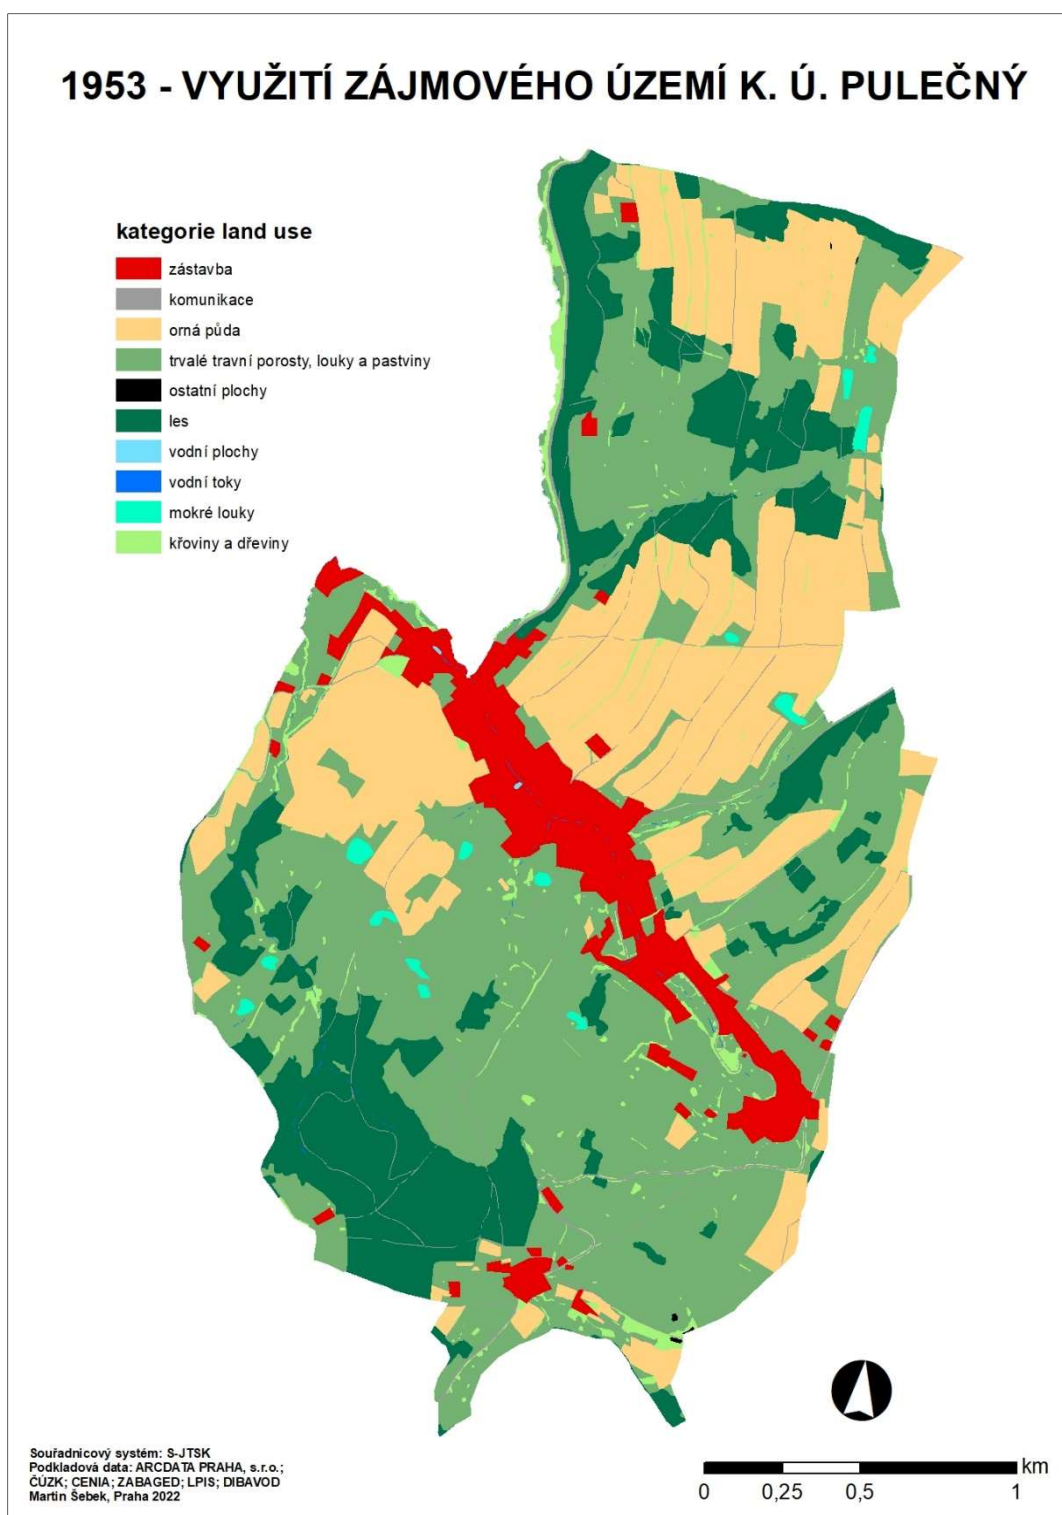 1953 - VYUŽITÍ ZÁJMOVÉHO ÚZEMÍ K. Ú. PULEČNÝ
kategorie land use
zástavba
komunikace
orná půda
trvalé travní porosty, louky a pastviny
ostatní plochy
les
vodní plochy
vodní toky
mokré louky
křoviny a dřeviny
Souřadnicový systém: S-JTSK
Podkladová data: ARCDATA PRAHA, s.r.o.;
ČÚZK; CENIA; ZABAGED; LPIS; DIBAVOD
Martin Šebek, Praha 2022
km
0 0,25 0,5 1